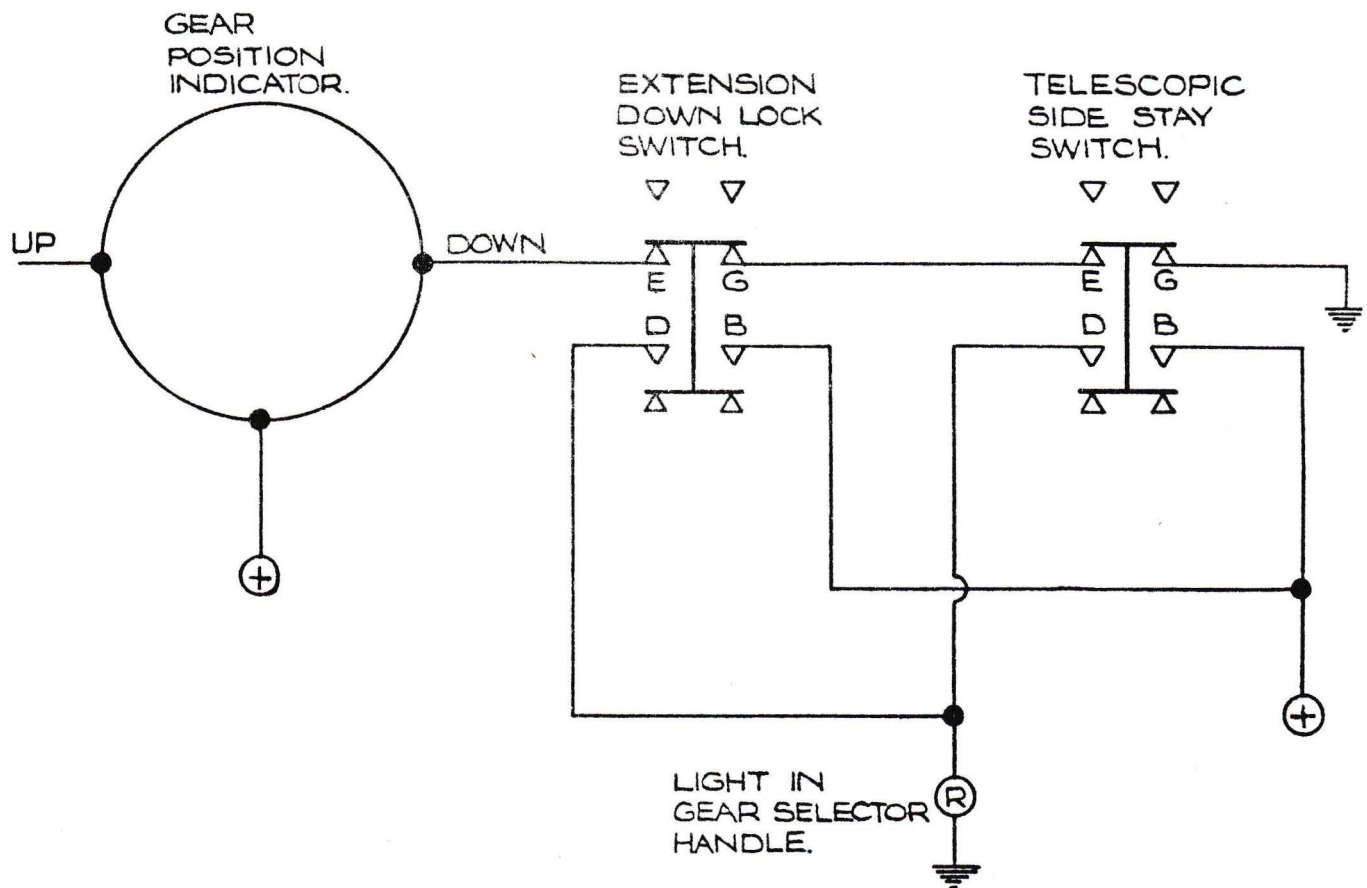 GEAR
POSITION
INDICATOR.
EXTENSION
DOWN LOCK
SWITCH.
TELESCOPIC
SIDE STAY
SWITCH.
UP
DOWN
E G
D B
E G
D B
+
+
LIGHT IN
GEAR SELECTOR
HANDLE.
R